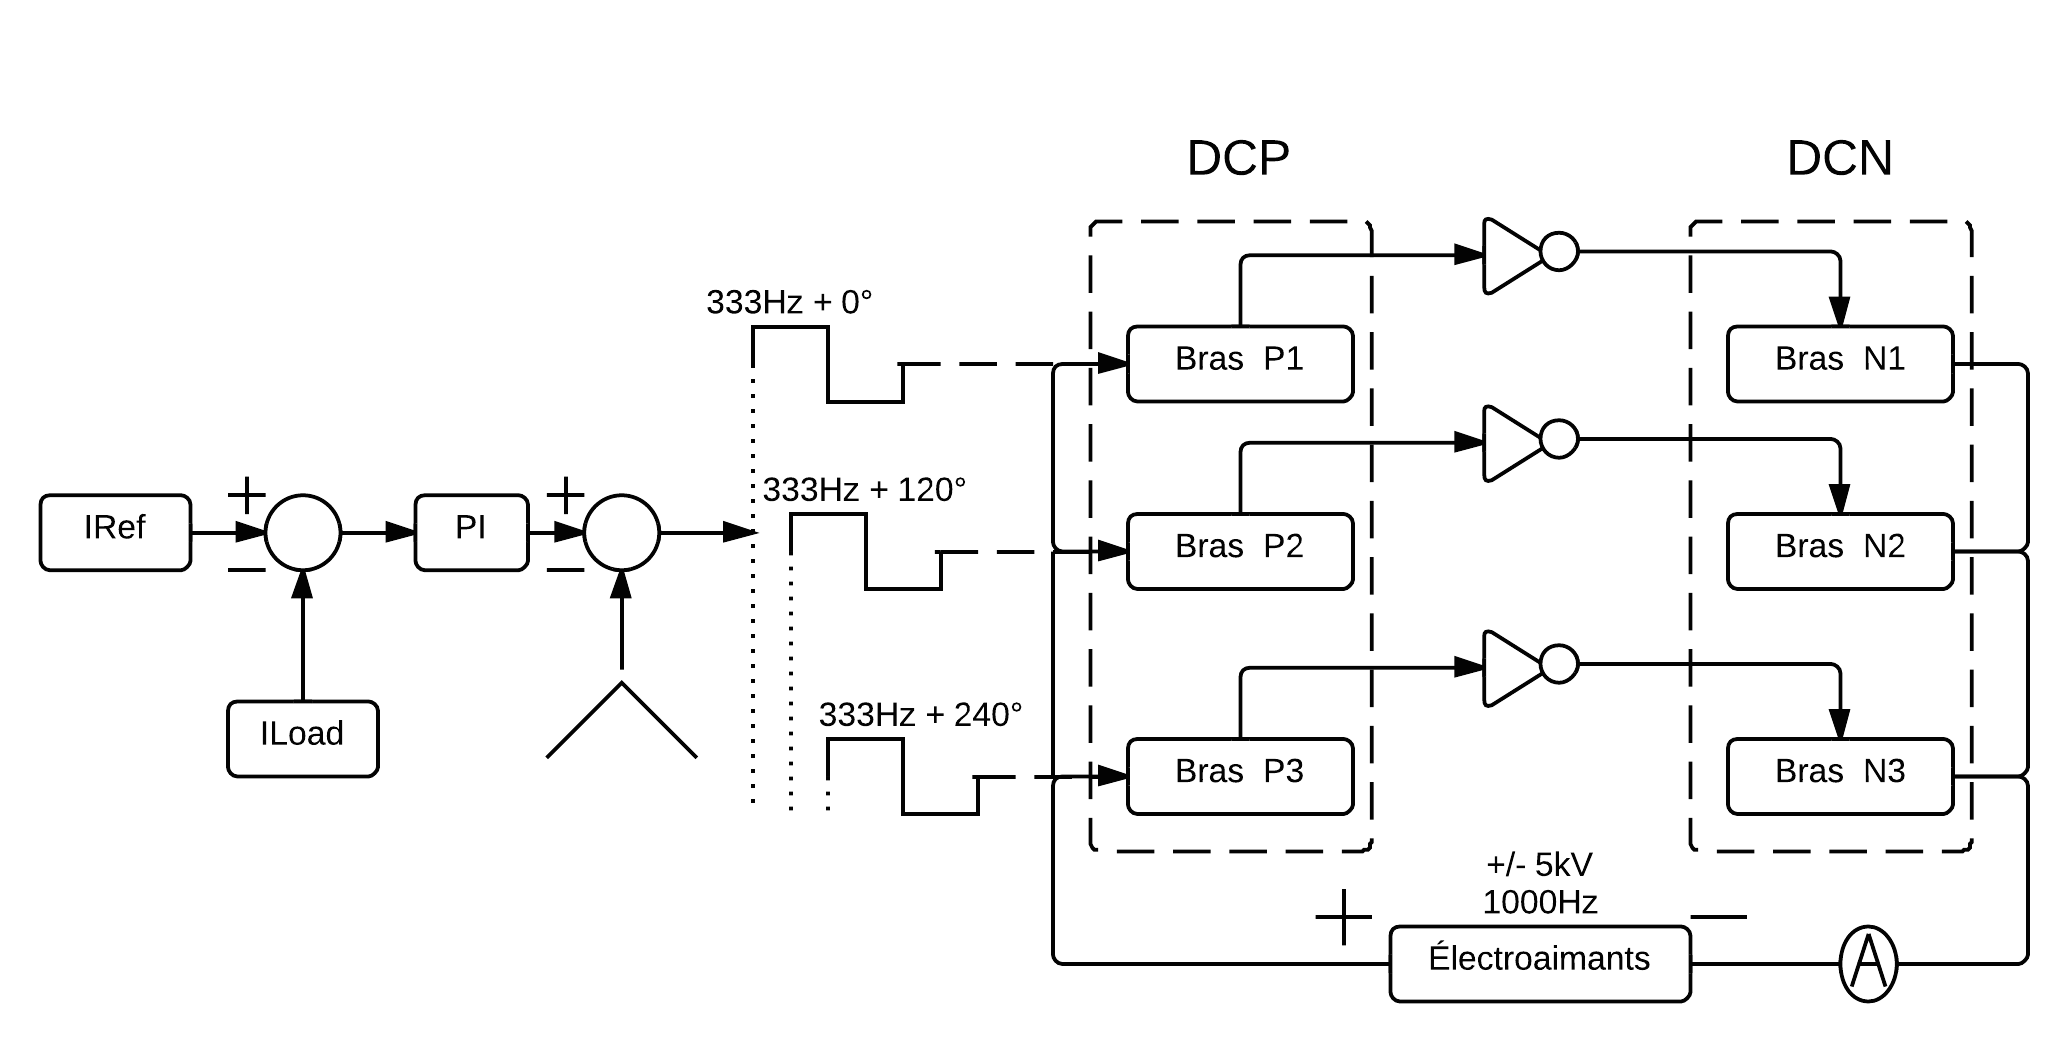 DCP
DCN
333Hz + 0°
Bras P1
Bras N1
333Hz + 120°
IRef
PI
Bras P2
Bras N2
333Hz + 240°
ILoad
Bras P3
Bras N3
+/- 5kV
1000Hz
Électroaimants
A